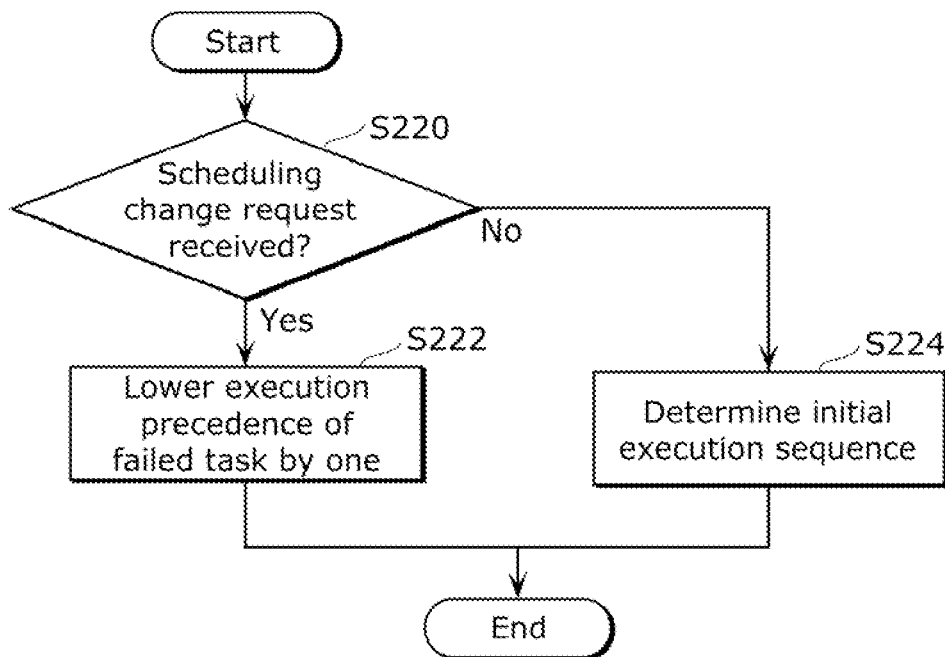 Start
S220
Scheduling
change request
received?
No
Yes
S222
Lower execution
precedence of
failed task by one
S224
Determine initial
execution sequence
End